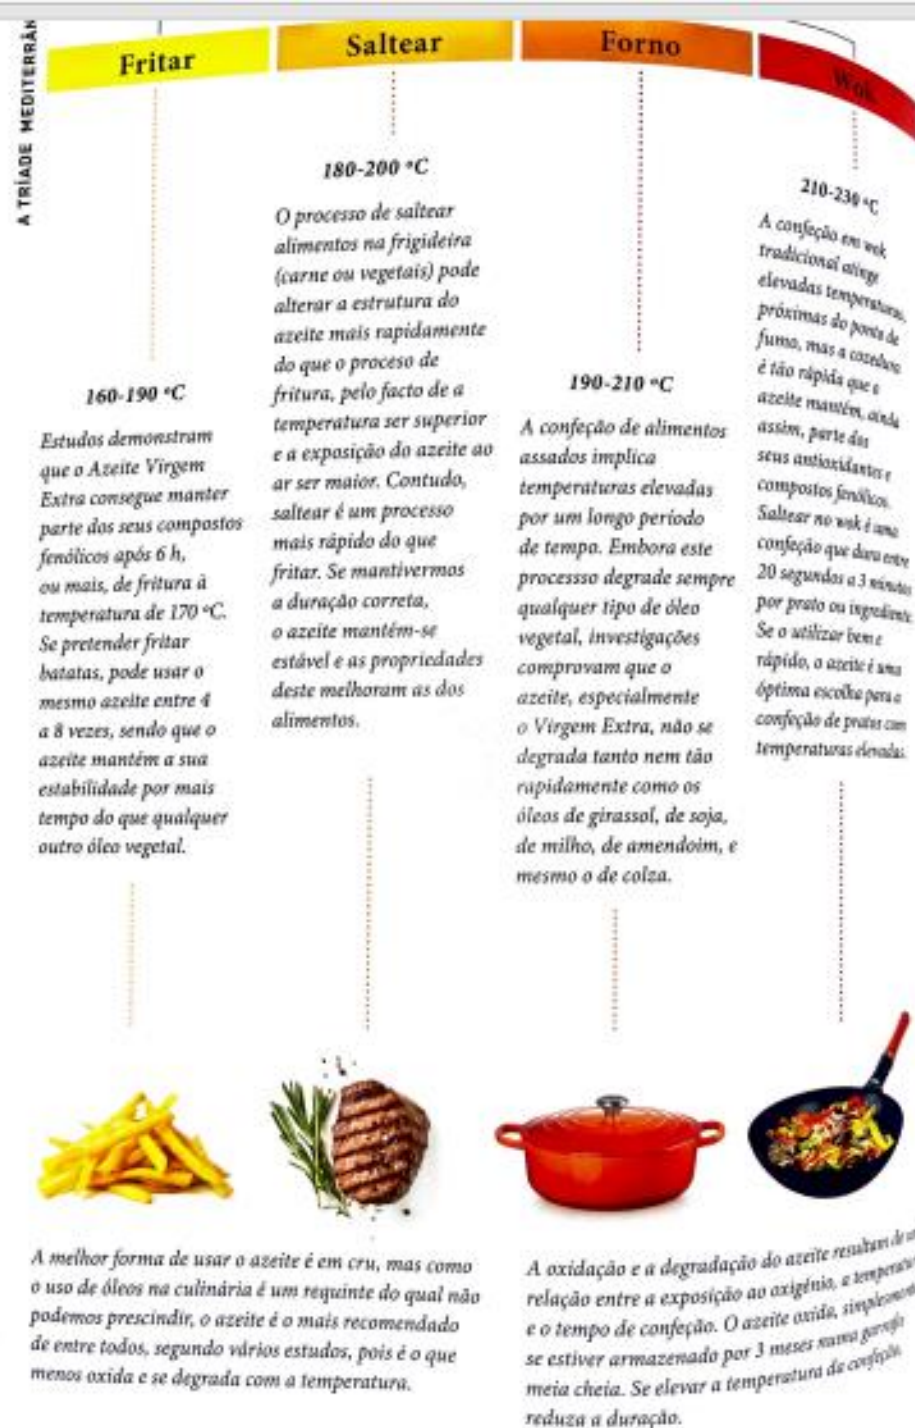 A TRÍADE MEDITERRÂN
Fritar
160-190 ºC
Estudos demonstram
que o Azeite Virgem
Extra consegue manter
parte dos seus compostos
fenólicos após 6 h,
ou mais, de fritura à
temperatura de 170 ºC.
Se pretender fritar
batatas, pode usar o
mesmo azeite entre 4
a 8 vezes, sendo que o
azeite mantém a sua
estabilidade por mais
tempo do que qualquer
outro óleo vegetal.
Saltear
180-200 ºC
O processo de saltear
alimentos na frigideira
(carne ou vegetais) pode
alterar a estrutura do
azeite mais rapidamente
do que o proceso de
fritura, pelo facto de a
temperatura ser superior
e a exposição do azeite ao
ar ser maior. Contudo,
saltear é um processo
mais rápido do que
fritar. Se mantivermos
a duração correta,
o azeite mantém-se
estável e as propriedades
deste melhoram as dos
alimentos.
Forno
190-210 ºC
A confeção de alimentos
assados implica
temperaturas elevadas
por um longo período
de tempo. Embora este
processso degrade sempre
qualquer tipo de óleo
vegetal, investigações
comprovam que o
azeite, especialmente
o Virgem Extra, não se
degrada tanto nem tão
rapidamente como os
óleos de girassol, de soja,
de milho, de amendoim, e
mesmo o de colza.
Wok
210-230 ºC
A confeção em wok
tradicional atinge
elevadas temperaturas,
próximas do ponto de
fumo, mas a cozedura
é tão rápida que o
azeite mantém, ainda
assim, parte dos
seus antioxidantes e
compostos fenólicos.
Saltear no wok é uma
confeção que dura entre
20 segundos a 3 minutos
por prato ou ingrediente.
Se o utilizar bem e
rápido, o azeite é uma
óptima escolha para a
confeção de pratos com
temperaturas elevadas.
A melhor forma de usar o azeite é em cru, mas como
o uso de óleos na culinária é um requinte do qual não
podemos prescindir, o azeite é o mais recomendado
de entre todos, segundo vários estudos, pois é o que
menos oxida e se degrada com a temperatura.
A oxidação e a degradação do azeite resultam de
relação entre a exposição ao oxigénio, a temperatu
e o tempo de confeção. O azeite oxida, simplesment
se estiver armazenado por 3 meses numa garrafa
meia cheia. Se elevar a temperatura da confeção,
reduza a duração.